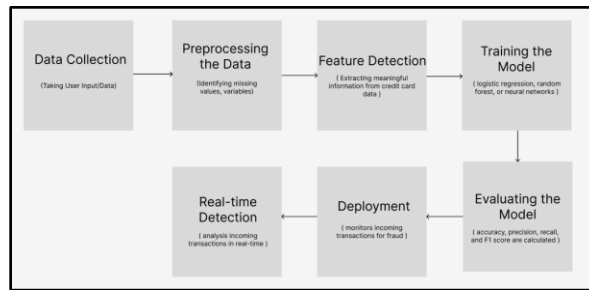 Data Collection
(Taking User Input/Data)
Preprocessing
the Data
(Identifying missing
values, variables)
Feature Detection
( Extracting meaningful
information from credit card
data )
Training the
Model
( logistic regression, random
forest, or neural networks )
Evaluating the
Model
( accuracy, precision, recall,
and F1 score are calculated )
Deployment
( monitors incoming
transactions for fraud )
Real-time
Detection
( analysis incoming
transactions in real-time )